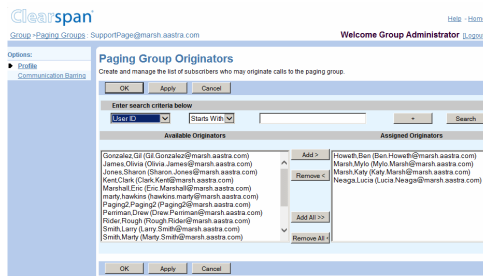 Clearspan
Help - Home
Group >Paging Groups : SupportPage@marsh.aastra.com
Welcome Group Administrator [Logout
Options:
Profile
Communication Barring
Paging Group Originators
Create and manage the list of subscribers who may originate calls to the paging group.
OK Apply Cancel
Enter search criteria below
User ID Starts With + Search
Available Originators Assigned Originators
Gonzalez,Gil (Gil.Gonzalez@marsh.aastra.com)
James,Olivia (Olivia.James@marsh.aastra.com)
Jones,Sharon (Sharon.Jones@marsh.aastra.com)
Kent,Clark (Clark.Kent@marsh.aastra.com)
Marshall,Eric (Eric.Marshall@marsh.aastra.com)
marty,hawkins (hawkins.marty@marsh.aastra.com)
Paging2,Paging2 (Paging2@marsh.aastra.com)
Perriman,Drew (Drew.Perriman@marsh.aastra.com)
Rider,Rough (Rough.Rider@marsh.aastra.com)
Smith,Larry (Larry.Smith@marsh.aastra.com)
Smith,Marty (Marty.Smith@marsh.aastra.com)
Add >
Remove <
Add All >>
Remove All
Howeth,Ben (Ben.Howeth@marsh.aastra.com)
Marsh,Mylo (Mylo.Marsh@marsh.aastra.com)
Marsh,Katy (Katy.Marsh@marsh.aastra.com)
Neaga,Lucia (Lucia.Neaga@marsh.aastra.com)
OK Apply Cancel